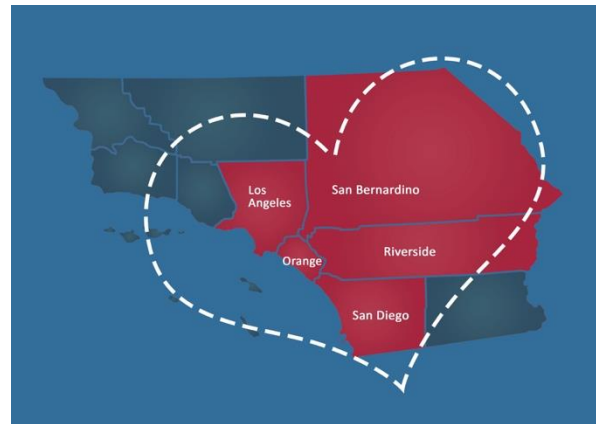 Los
Angeles
San Bernardino
Orange
Riverside
San Diego